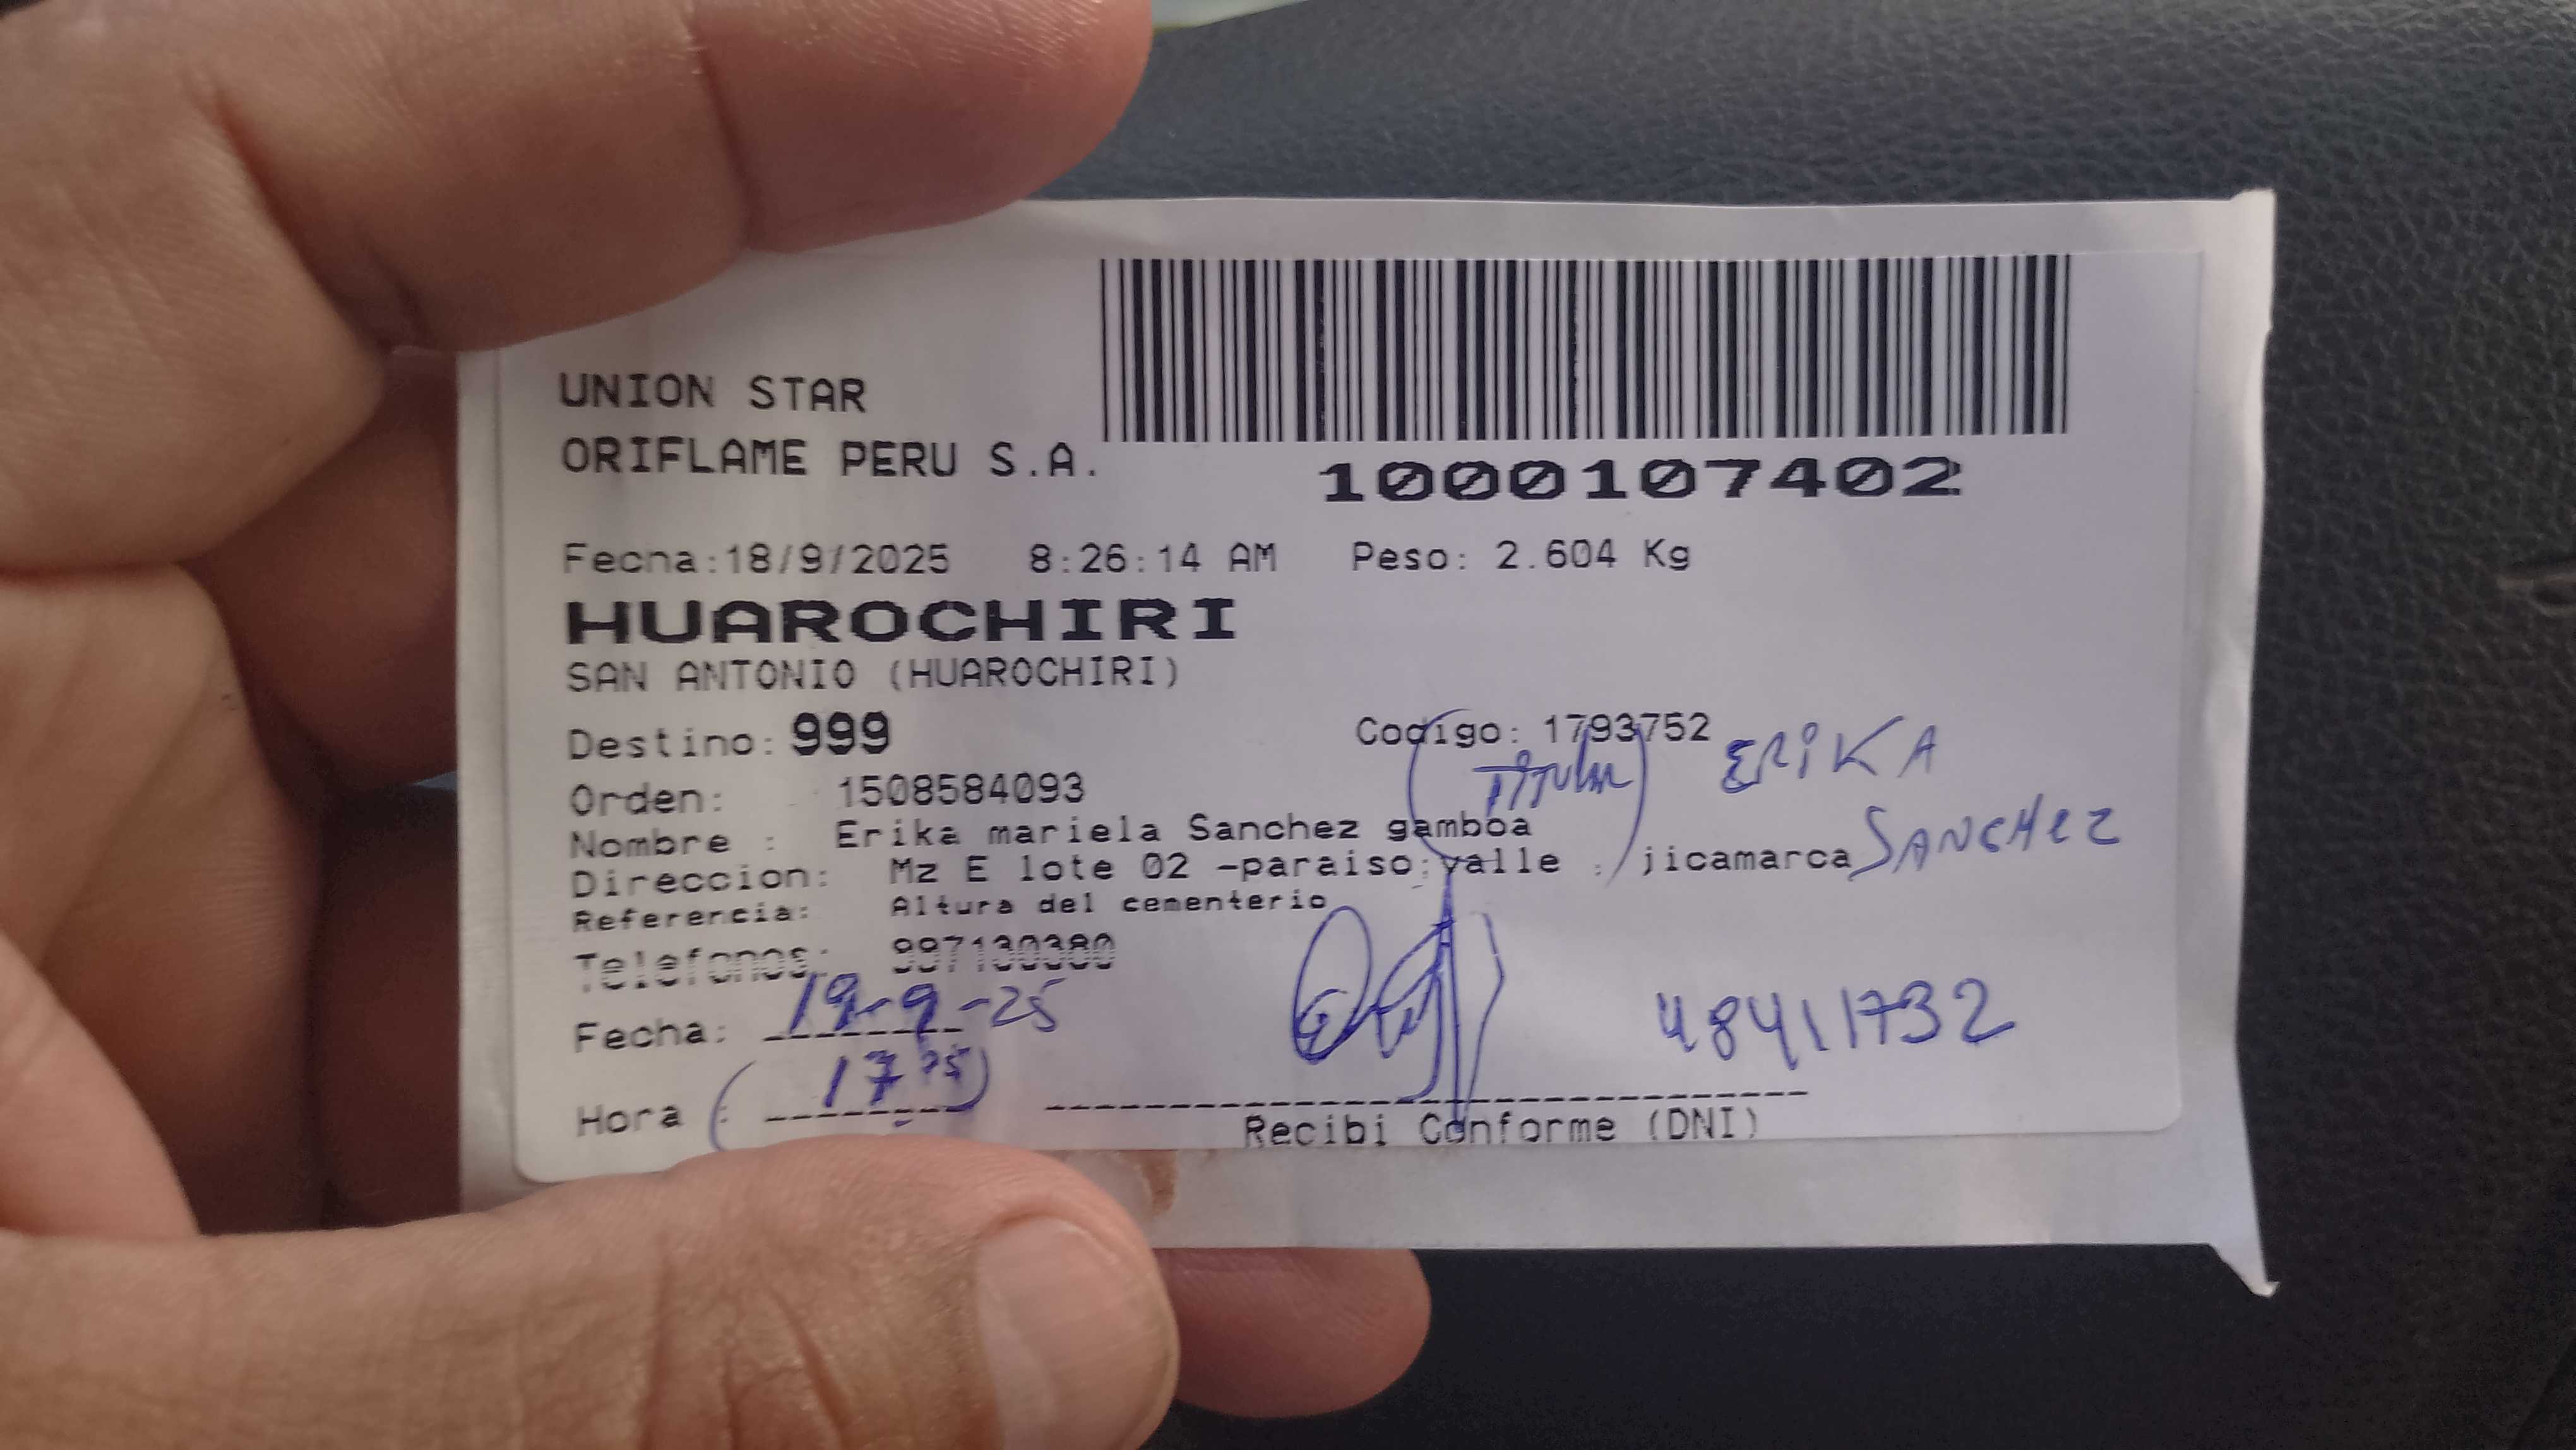 UNION STAR
ORIFLAME PERU S.A.
1000107402
Fecha:18/9/2025 8:26:14 AM Peso: 2.604 Kg
HUAROCHIRI
SAN ANTONIO (HUAROCHIRI)
Destino: 999 Codigo: 1793752
TiTULAR ERiKA
Orden: 1508584093
Nombre : Erika mariela Sanchez gamboa
SANCHEZ
Direccion: Mz E lote 02 -paraiso valle . jicamarca
Referencia: Altura del cementerio
Telefonos: 997130380
Fecha: 19-9-25
48411732
Hora : 17
Recibi Conforme (DNI)